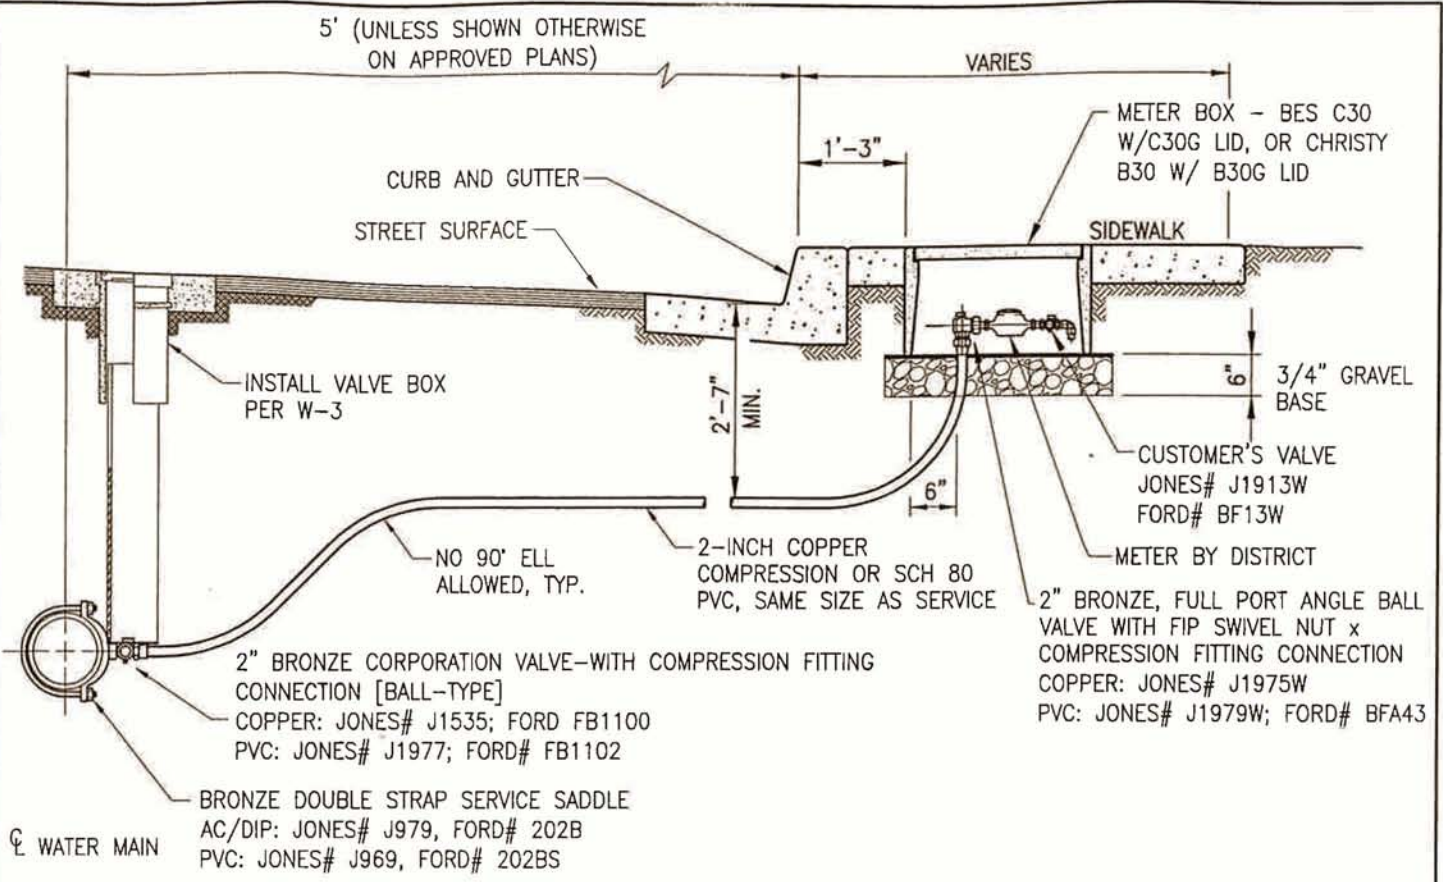 5' (UNLESS SHOWN OTHERWISE
ON APPROVED PLANS)
VARIES
METER BOX - BES C30
W/C30G LID, OR CHRISTY
B30 W/ B30G LID
1'-3"
CURB AND GUTTER
STREET SURFACE
SIDEWALK
INSTALL VALVE BOX
PER W-3
2'-7"
MIN.
6"
3/4" GRAVEL
BASE
CUSTOMER'S VALVE
JONES# J1913W
FORD# BF13W
6"
METER BY DISTRICT
NO 90° ELL
ALLOWED, TYP.
2-INCH COPPER
COMPRESSION OR SCH 80
PVC, SAME SIZE AS SERVICE
2" BRONZE, FULL PORT ANGLE BALL
VALVE WITH FIP SWIVEL NUT x
COMPRESSION FITTING CONNECTION
COPPER: JONES# J1975W
PVC: JONES# J1979W; FORD# BFA43
2" BRONZE CORPORATION VALVE-WITH COMPRESSION FITTING
CONNECTION [BALL-TYPE]
COPPER: JONES# J1535; FORD FB1100
PVC: JONES# J1977; FORD# FB1102
BRONZE DOUBLE STRAP SERVICE SADDLE
AC/DIP: JONES# J979, FORD# 202B
PVC: JONES# J969, FORD# 202BS
℄ WATER MAIN